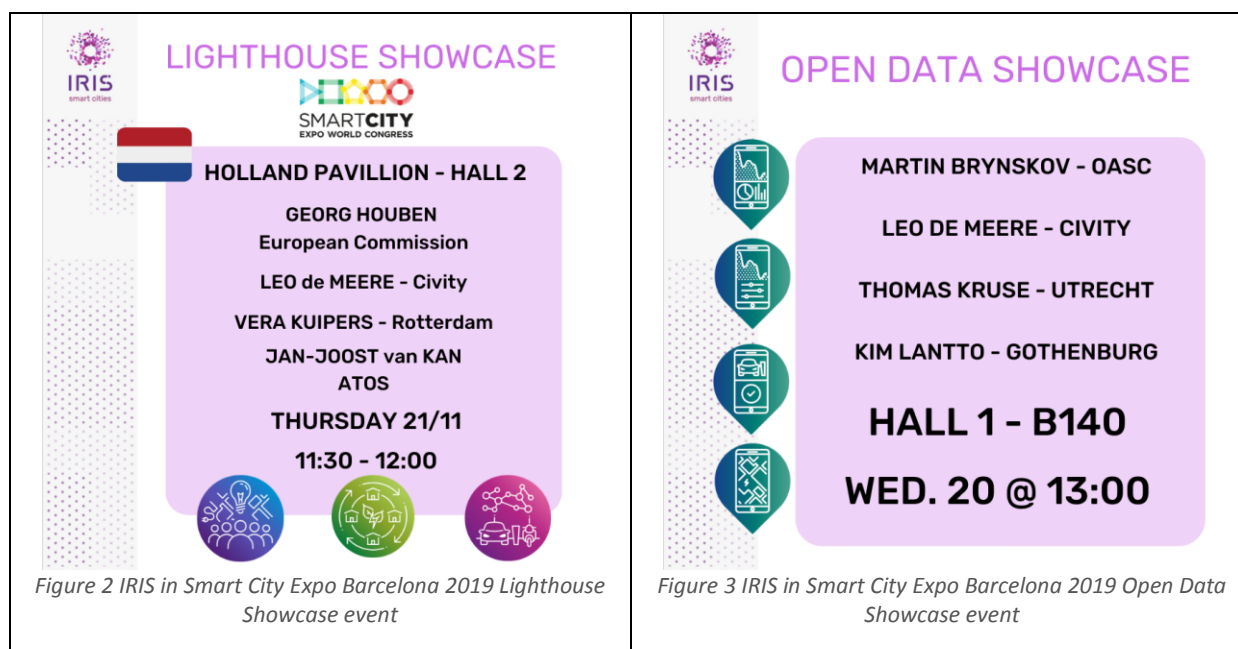 IRIS
smart cities
LIGHTHOUSE SHOWCASE
SMARTCITY
EXPO WORLD CONGRESS
HOLLAND PAVILLION - HALL 2
GEORG HOUBEN
European Commission
LEO de MEERE - Civity
VERA KUIPERS - Rotterdam
JAN-JOOST van KAN
ATOS
THURSDAY 21/11
11:30 - 12:00
Figure 2 IRIS in Smart City Expo Barcelona 2019 Lighthouse
Showcase event
IRIS
smart cities
OPEN DATA SHOWCASE
MARTIN BRYNSKOV - OASC
LEO DE MEERE - CIVITY
THOMAS KRUSE - UTRECHT
KIM LANTTO - GOTHENBURG
HALL 1 - B140
WED. 20 @ 13:00
Figure 3 IRIS in Smart City Expo Barcelona 2019 Open Data
Showcase event